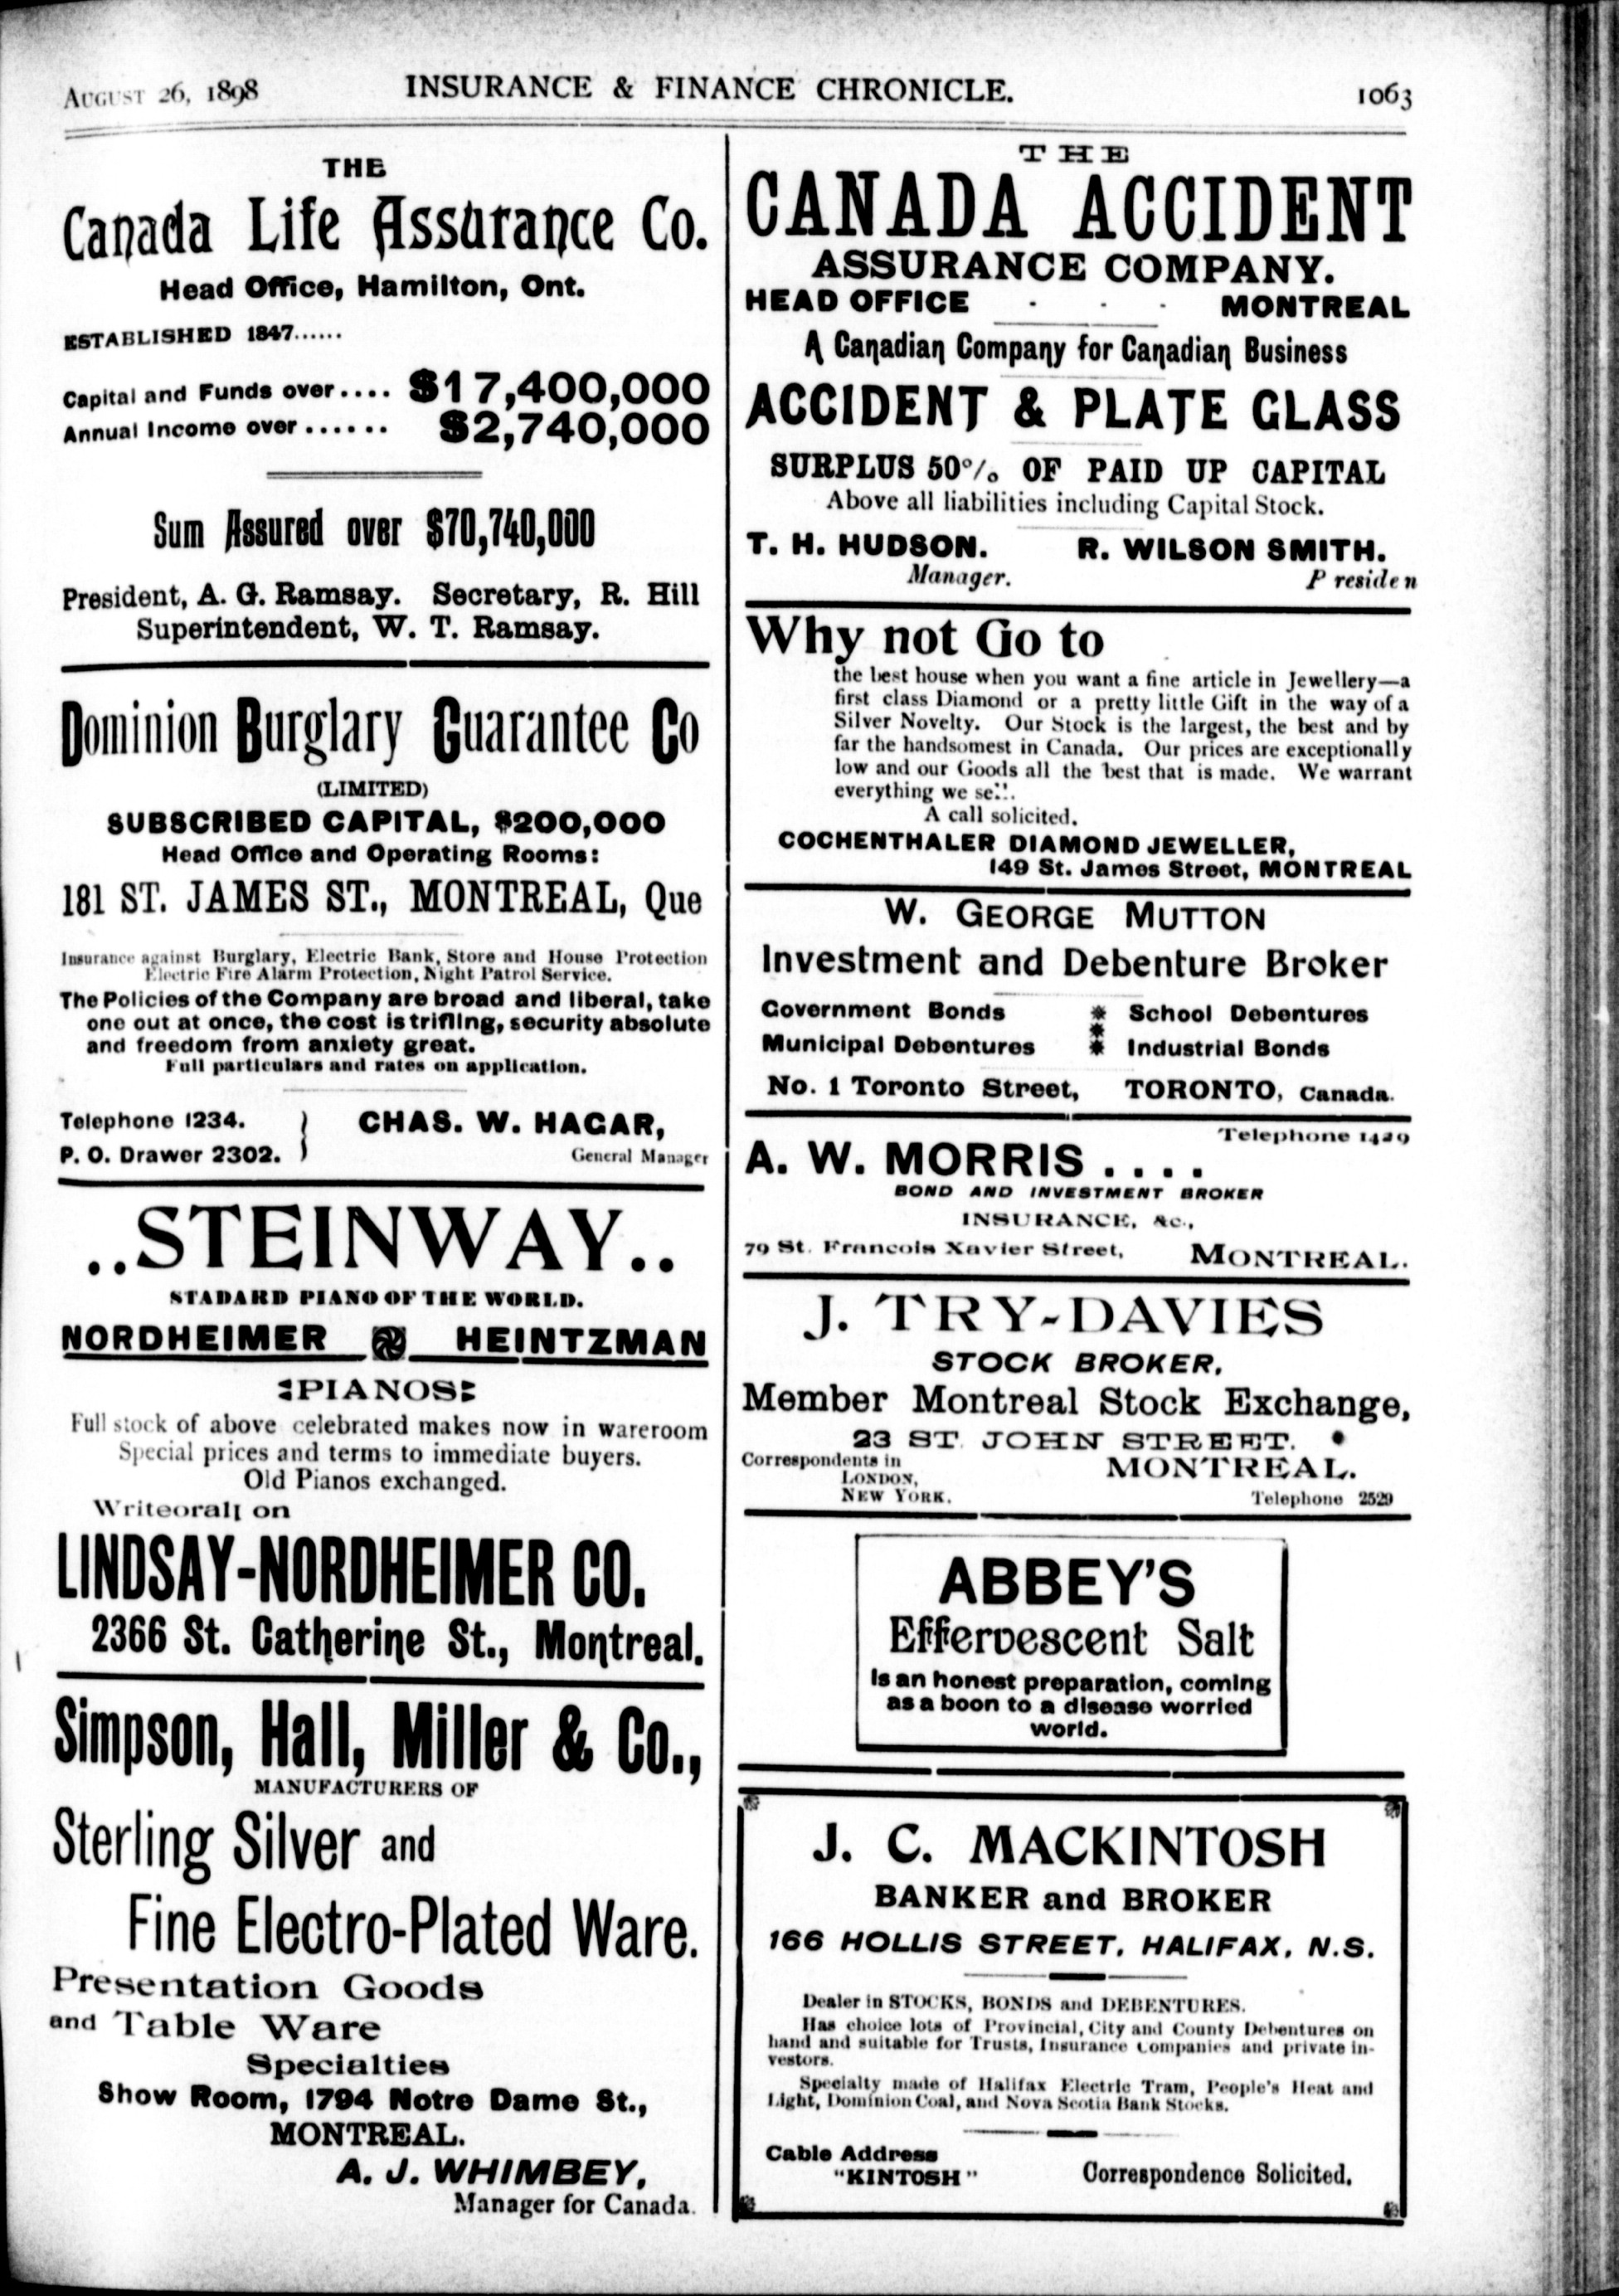 AUGUST 26, 1898 INSURANCE & FINANCE CHRONICLE. 1063
THE
Canada Life Assurance Co.
Head Office, Hamilton, Ont.
ESTABLISHED 1847......
Capital and Funds over.... $17,400,000
Annual Income over ...... $2,740,000
Sum Assured over $70,740,000
President, A. G. Ramsay. Secretary, R. Hill
Superintendent, W. T. Ramsay.
Dominion Burglary Guarantee Co
(LIMITED)
SUBSCRIBED CAPITAL, $200,000
Head Office and Operating Rooms:
181 ST. JAMES ST., MONTREAL, Que
Insurance against Burglary, Electric Bank, Store and House Protection
Electric Fire Alarm Protection, Night Patrol Service.
The Policies of the Company are broad and liberal, take
one out at once, the cost is trifling, security absolute
and freedom from anxiety great.
Full particulars and rates on application.
Telephone 1234.
P. O. Drawer 2302. } CHAS. W. HAGAR,
General Manager
..STEINWAY..
STADARD PIANO OF THE WORLD.
NORDHEIMER HEINTZMAN
PIANOS
Full stock of above celebrated makes now in wareroom
Special prices and terms to immediate buyers.
Old Pianos exchanged.
Write or all on
LINDSAY-NORDHEIMER CO.
2366 St. Catherine St., Montreal.
Simpson, Hall, Miller & Co.,
MANUFACTURERS OF
Sterling Silver and
Fine Electro-Plated Ware.
Presentation Goods
and Table Ware
Specialties
Show Room, 1794 Notre Dame St.,
MONTREAL.
A. J. WHIMBEY,
Manager for Canada.
THE
CANADA ACCIDENT
ASSURANCE COMPANY.
HEAD OFFICE - - - MONTREAL
A Canadian Company for Canadian Business
ACCIDENT & PLATE GLASS
SURPLUS 50% OF PAID UP CAPITAL
Above all liabilities including Capital Stock.
T. H. HUDSON. R. WILSON SMITH.
Manager. P residen
Why not Go to
the best house when you want a fine article in Jewellery—a
first class Diamond or a pretty little Gift in the way of a
Silver Novelty. Our Stock is the largest, the best and by
far the handsomest in Canada. Our prices are exceptionally
low and our Goods all the best that is made. We warrant
everything we sell.
A call solicited.
COCHENTHALER DIAMOND JEWELLER,
149 St. James Street, MONTREAL
W. GEORGE MUTTON
Investment and Debenture Broker
Government Bonds * School Debentures
Municipal Debentures * Industrial Bonds
No. 1 Toronto Street, TORONTO, Canada.
Telephone 1429
A. W. MORRIS ....
BOND AND INVESTMENT BROKER
INSURANCE, &c.,
79 St. Francois Xavier Street, MONTREAL.
J. TRY-DAVIES
STOCK BROKER,
Member Montreal Stock Exchange,
23 ST. JOHN STREET.
Correspondents in MONTREAL.
LONDON,
NEW YORK. Telephone 2529
ABBEY'S
Effervescent Salt
Is an honest preparation, coming
as a boon to a disease worried
world.
J. C. MACKINTOSH
BANKER and BROKER
166 HOLLIS STREET, HALIFAX, N.S.
Dealer in STOCKS, BONDS and DEBENTURES.
Has choice lots of Provincial, City and County Debentures on
hand and suitable for Trusts, Insurance Companies and private in-
vestors.
Specialty made of Halifax Electric Tram, People's Heat and
Light, Dominion Coal, and Nova Scotia Bank Stocks.
Cable Address
"KINTOSH" Correspondence Solicited.